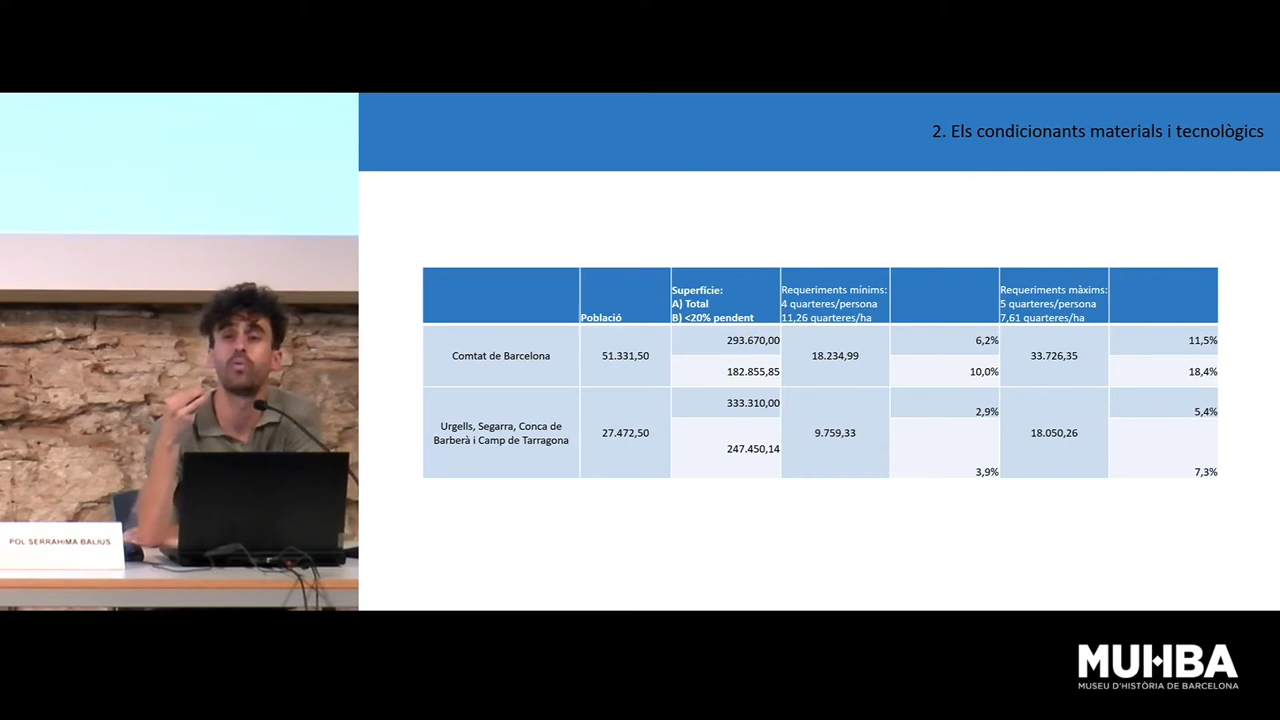 2. Els condicionants materials i tecnològics
Població
Superfície:
A) Total
B) <20% pendent
Requeriments mínims:
4 quarteres/persona
11,26 quarteres/ha
Requeriments màxims:
5 quarteres/persona
7,61 quarteres/ha
Comtat de Barcelona
51.331,50
293.670,00
182.855,85
18.234,99
6,2%
10,0%
33.726,35
11,5%
18,4%
Urgells, Segarra, Conca de
Barberà i Camp de Tarragona
27.472,50
333.310,00
247.450,14
9.759,33
2,9%
3,9%
18.050,26
5,4%
7,3%
POL SERRAHIMA BALIUS
MUHBA
MUSEU D'HISTÒRIA DE BARCELONA